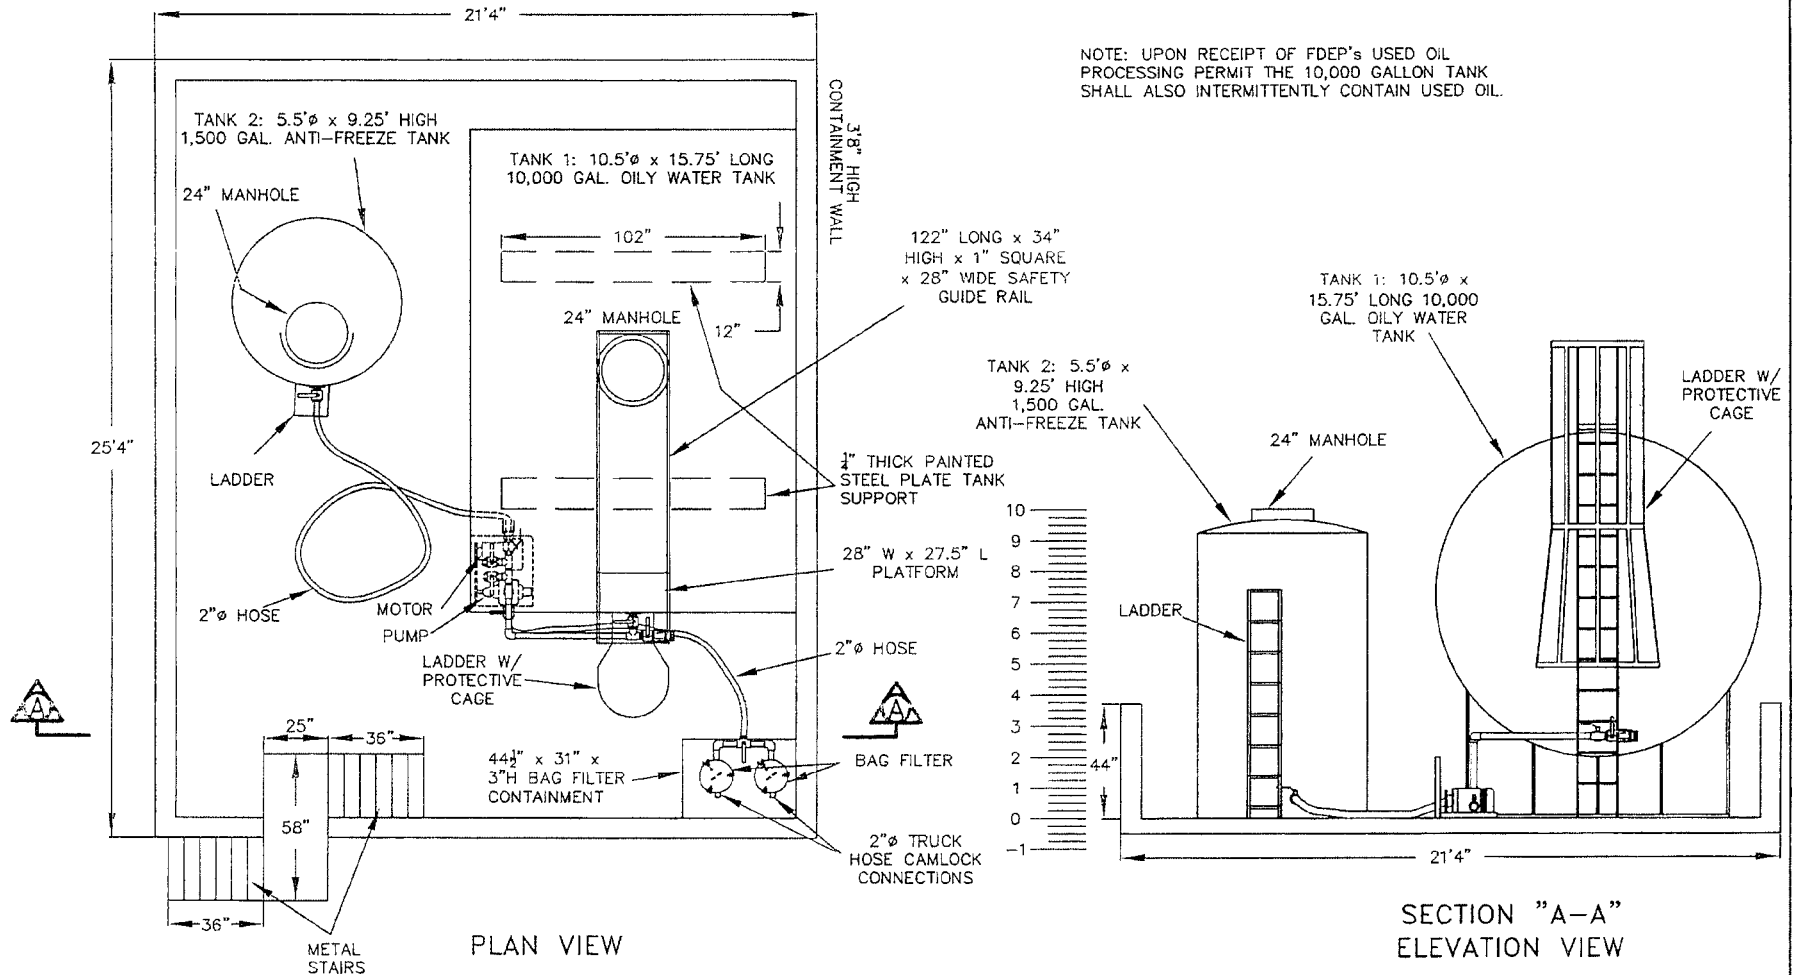 21'4"
NOTE: UPON RECEIPT OF FDEP's USED OIL
PROCESSING PERMIT THE 10,000 GALLON TANK
SHALL ALSO INTERMITTENTLY CONTAIN USED OIL.
TANK 2: 5.5'ø x 9.25' HIGH
1,500 GAL. ANTI-FREEZE TANK
24" MANHOLE
TANK 1: 10.5'ø x 15.75' LONG
10,000 GAL. OILY WATER TANK
3'8" HIGH
CONTAINMENT WALL
102"
12"
24" MANHOLE
122" LONG x 34"
HIGH x 1" SQUARE
x 28" WIDE SAFETY
GUIDE RAIL
25'4"
LADDER
1/4" THICK PAINTED
STEEL PLATE TANK
SUPPORT
28" W x 27.5" L
PLATFORM
2"ø HOSE
MOTOR
PUMP
2"ø HOSE
LADDER W/
PROTECTIVE
CAGE
A
A
25"
36"
44 1/2" x 31" x
3"H BAG FILTER
CONTAINMENT
BAG FILTER
58"
2"ø TRUCK
HOSE CAMLOCK
CONNECTIONS
36"
METAL
STAIRS
PLAN VIEW
TANK 1: 10.5'ø x
15.75' LONG 10,000
GAL. OILY WATER
TANK
TANK 2: 5.5'ø x
9.25' HIGH
1,500 GAL.
ANTI-FREEZE TANK
24" MANHOLE
LADDER W/
PROTECTIVE
CAGE
LADDER
10
9
8
7
6
5
4
3
2
1
0
-1
44"
21'4"
SECTION "A-A"
ELEVATION VIEW